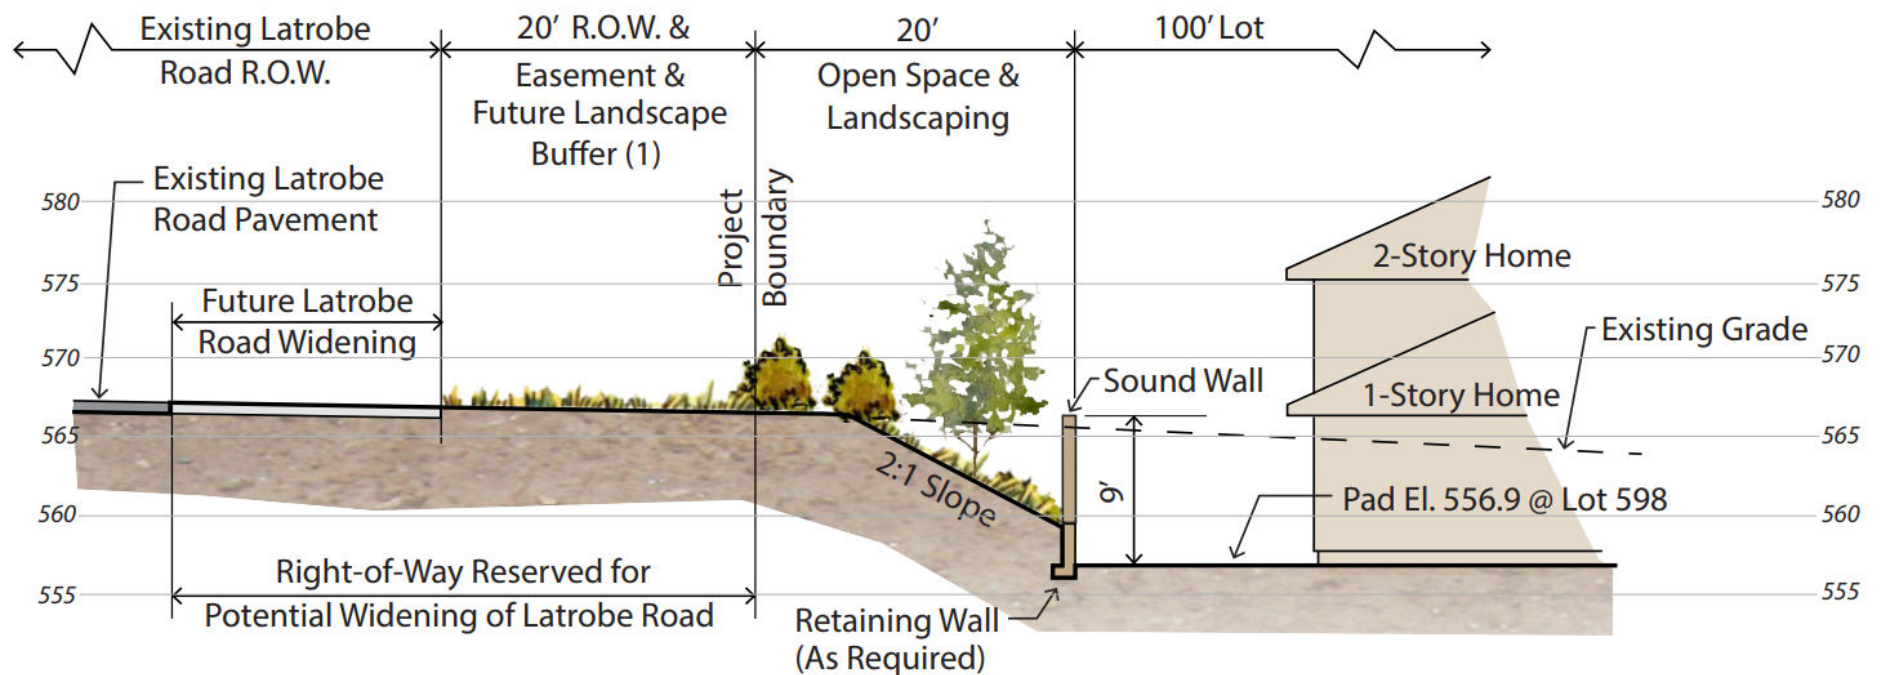 Existing Latrobe
Road R.O.W.
20’ R.O.W. &
Easement &
Future Landscape
Buffer (1)
20’
Open Space &
Landscaping
100’ Lot
Existing Latrobe
Road Pavement
Project
Boundary
580
580
575
575
Future Latrobe
Road Widening
2-Story Home
Existing Grade
570
570
Sound Wall
1-Story Home
565
565
2:1 Slope
9’
Pad El. 556.9 @ Lot 598
560
560
Right-of-Way Reserved for
Potential Widening of Latrobe Road
555
555
Retaining Wall
(As Required)